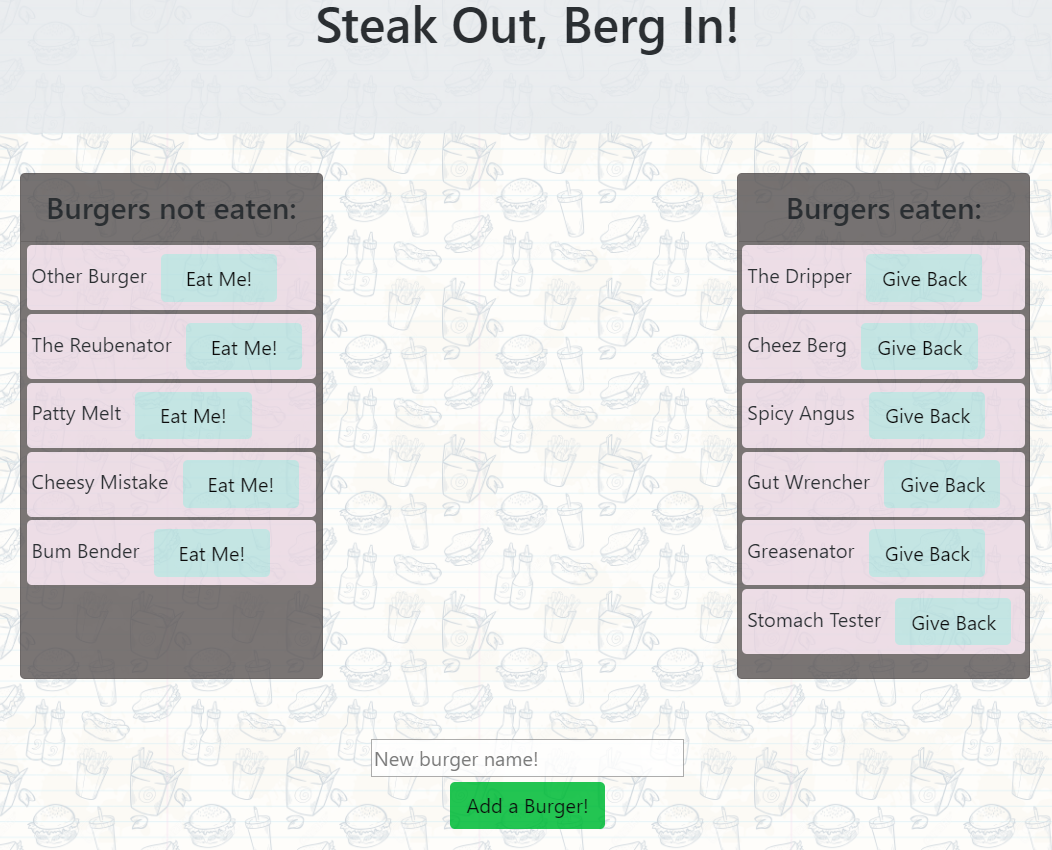 Steak Out, Berg In!
Burgers not eaten:
Other Burger Eat Me!
The Reubenator Eat Me!
Patty Melt Eat Me!
Cheesy Mistake Eat Me!
Bum Bender Eat Me!
Burgers eaten:
The Dripper Give Back
Cheez Berg Give Back
Spicy Angus Give Back
Gut Wrencher Give Back
Greasenator Give Back
Stomach Tester Give Back
New burger name!
Add a Burger!